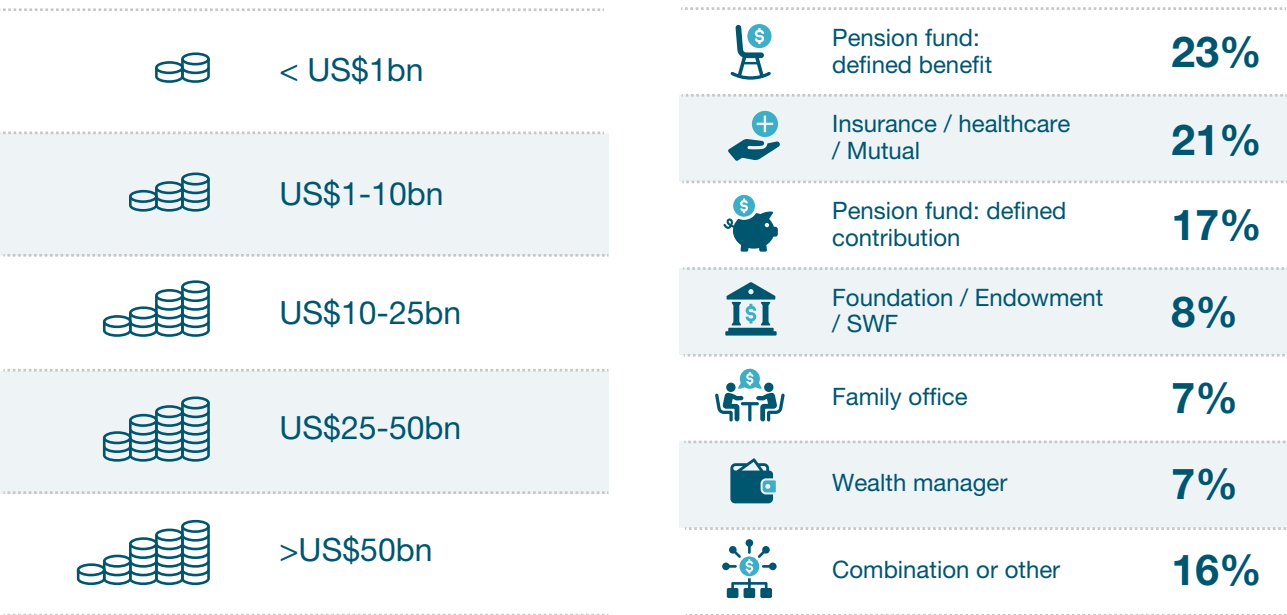 < US$1bn
US$1-10bn
US$10-25bn
US$25-50bn
>US$50bn
$
Pension fund:
defined benefit
23%
Insurance / healthcare
/ Mutual
21%
$
Pension fund: defined
contribution
17%
$
Foundation / Endowment
/ SWF
8%
$
Family office
7%
Wealth manager
7%
$
Combination or other
16%